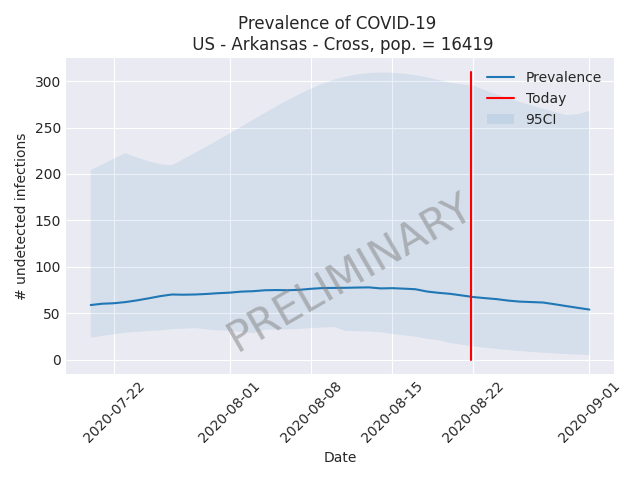 Prevalence of COVID-19
US - Arkansas - Cross, pop. = 16419
# undetected infections
300
250
200
150
100
50
0
Prevalence
Today
95CI
PRELIMINARY
2020-07-22
2020-08-01
2020-08-08
2020-08-15
2020-08-22
2020-09-01
Date